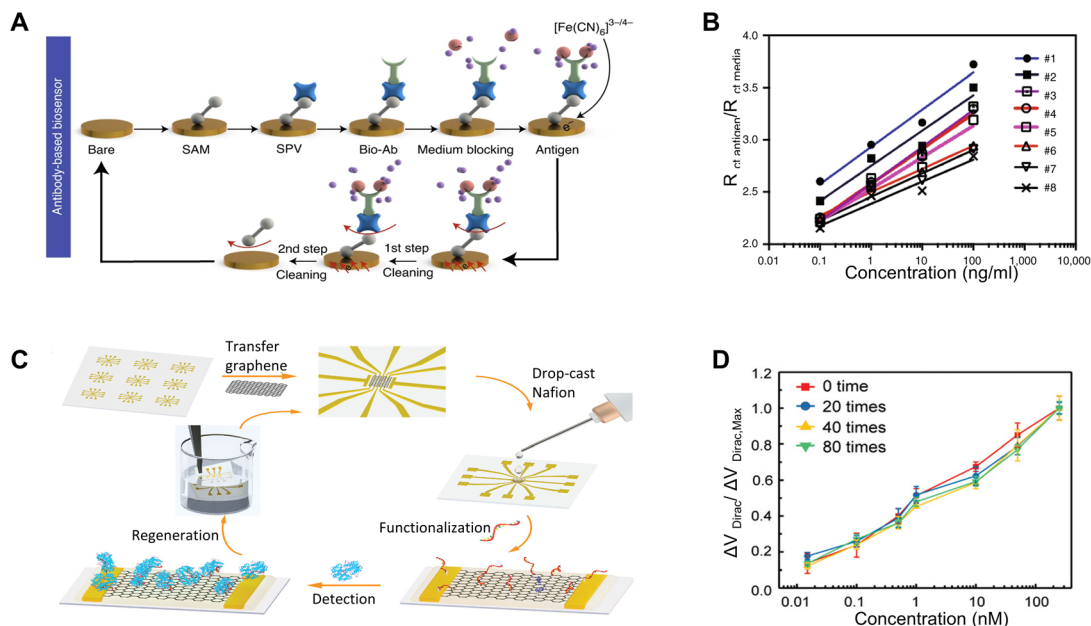 A
Antibody-based biosensor
[Fe(CN)6]3−/4−
e−
Bare
SAM
SPV
Bio-Ab
Medium blocking
Antigen
2nd step
Cleaning
1st step
Cleaning
B
R ct antigen/R ct media
4.0
3.5
3.0
2.5
2.0
0.01
0.1
1
10
100
1,000
10,000
Concentration (ng/ml)
#1
#2
#3
#4
#5
#6
#7
#8
C
Transfer
graphene
Drop-cast
Nafion
Functionalization
Detection
Regeneration
D
ΔV Dirac/ ΔV Dirac,Max
1.2
1.0
0.8
0.6
0.4
0.2
0.0
0.01
0.1
1
10
100
Concentration (nM)
0 time
20 times
40 times
80 times